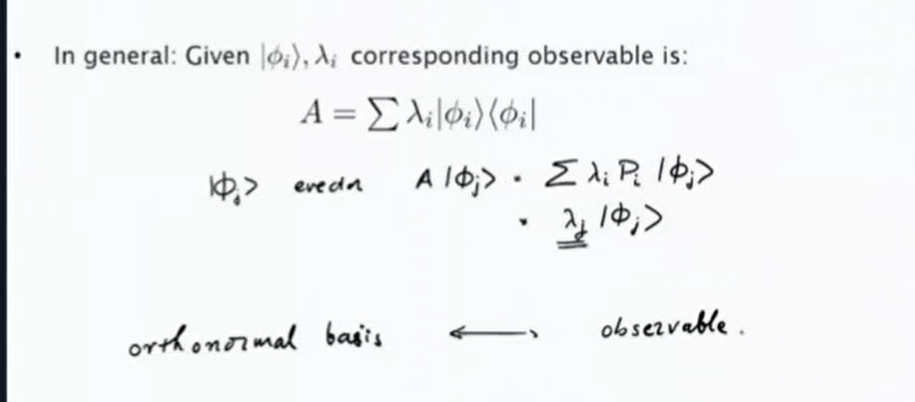 • In general: Given |ϕᵢ⟩, λᵢ corresponding observable is:
A = ∑ λᵢ|ϕᵢ⟩⟨ϕᵢ|
|Φⱼ> A |Φⱼ> = Σ λᵢ Pᵢ |Φⱼ>
= λⱼ |Φⱼ>
orthonormal basis ⟷ observable.